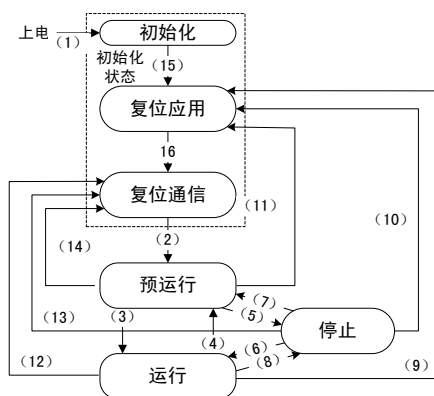 上电
（1）
初始化
初始化
状态
（15）
复位应用
16
复位通信
（11）
（10）
（2）
（14）
预运行
（7）
（5）
（13）
（3）
（4）
停止
（6）
（8）
（12）
运行
（9）